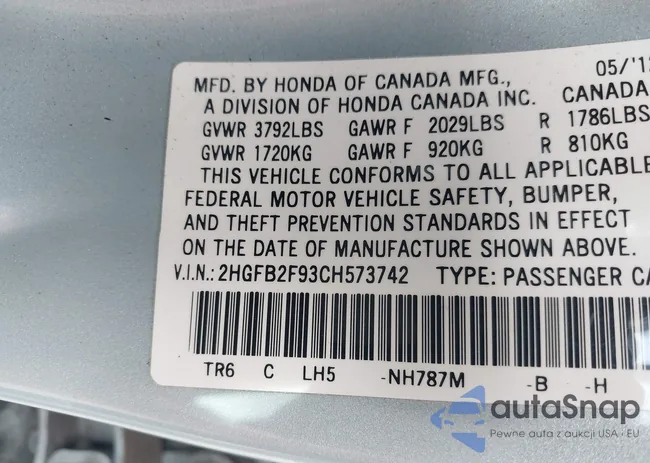 MFD. BY HONDA OF CANADA MFG., 05/'12
A DIVISION OF HONDA CANADA INC. CANADA
GVWR 3792LBS GAWR F 2029LBS R 1786LBS
GVWR 1720KG GAWR F 920KG R 810KG
THIS VEHICLE CONFORMS TO ALL APPLICABLE
FEDERAL MOTOR VEHICLE SAFETY, BUMPER,
AND THEFT PREVENTION STANDARDS IN EFFECT
ON THE DATE OF MANUFACTURE SHOWN ABOVE.
V.I.N.: 2HGFB2F93CH573742 TYPE: PASSENGER CA
TR6 C LH5 -NH787M -B -H
autaSnap
Pewne auta z aukcji USA - EU